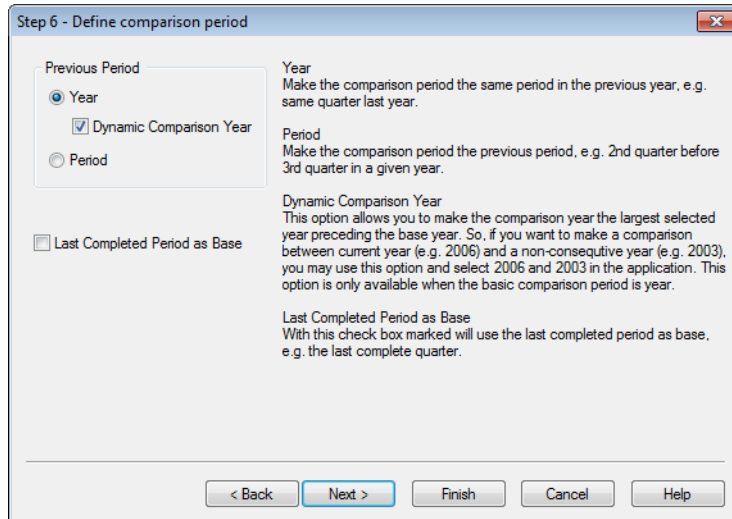 Step 6 - Define comparison period
Previous Period
Year
Dynamic Comparison Year
Period
Last Completed Period as Base
Year
Make the comparison period the same period in the previous year, e.g.
same quarter last year.
Period
Make the comparison period the previous period, e.g. 2nd quarter before
3rd quarter in a given year.
Dynamic Comparison Year
This option allows you to make the comparison year the largest selected
year preceding the base year. So, if you want to make a comparison
between current year (e.g. 2006) and a non-consequtive year (e.g. 2003),
you may use this option and select 2006 and 2003 in the application. This
option is only available when the basic comparison period is year.
Last Completed Period as Base
With this check box marked will use the last completed period as base,
e.g. the last complete quarter.
< Back
Next >
Finish
Cancel
Help